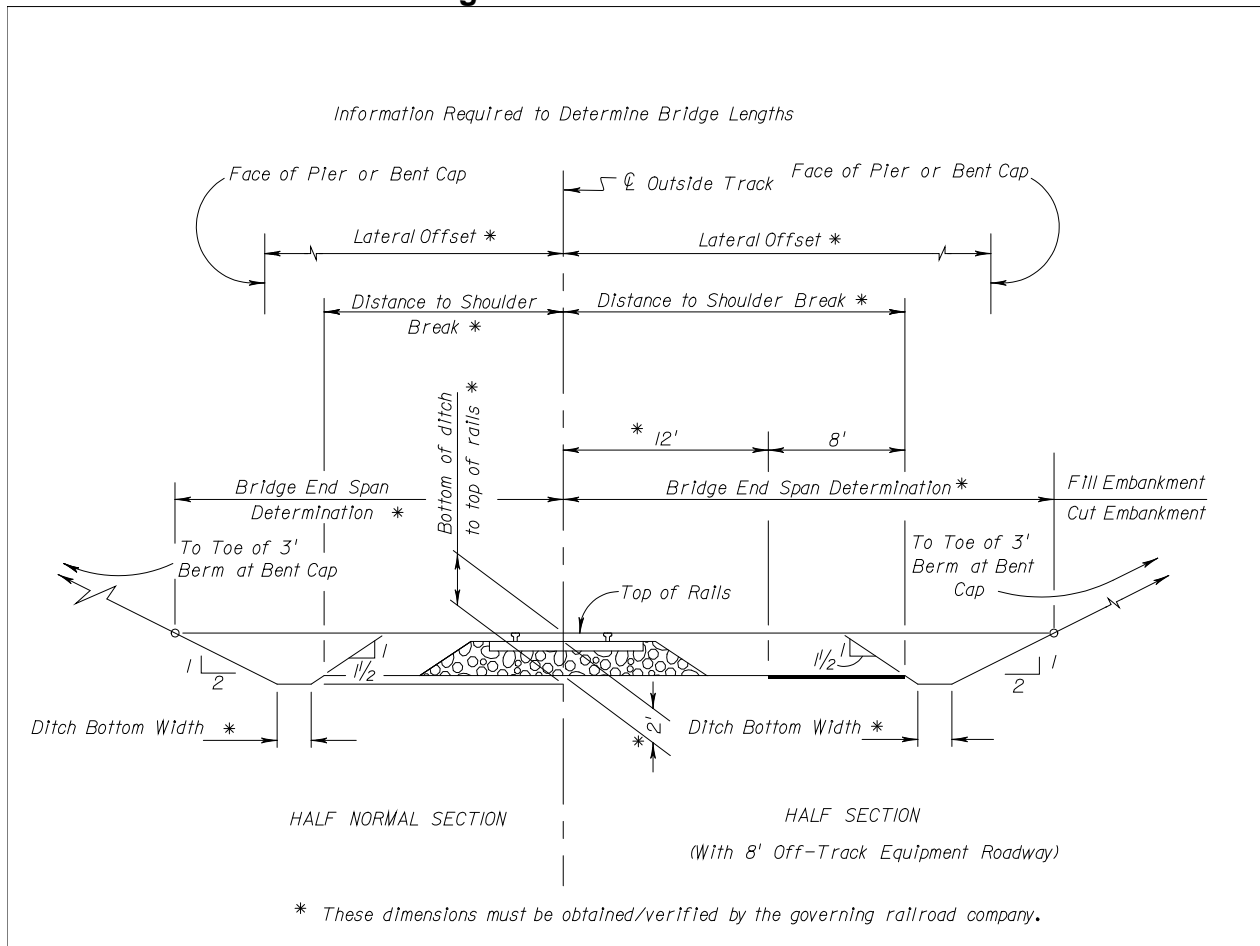 Information Required to Determine Bridge Lengths
Face of Pier or Bent Cap
℄ Outside Track
Face of Pier or Bent Cap
Lateral Offset *
Lateral Offset *
Distance to Shoulder
Break *
Distance to Shoulder Break *
Bottom of ditch
to top of rails *
* 12'
8'
Bridge End Span
Determination *
Bridge End Span Determination *
Fill Embankment
Cut Embankment
To Toe of 3'
Berm at Bent Cap
To Toe of 3'
Berm at Bent
Cap
Top of Rails
1
2
1
1½
1
1½
1
2
Ditch Bottom Width *
2'
*
Ditch Bottom Width *
HALF NORMAL SECTION
HALF SECTION
(With 8' Off-Track Equipment Roadway)
* These dimensions must be obtained/verified by the governing railroad company.